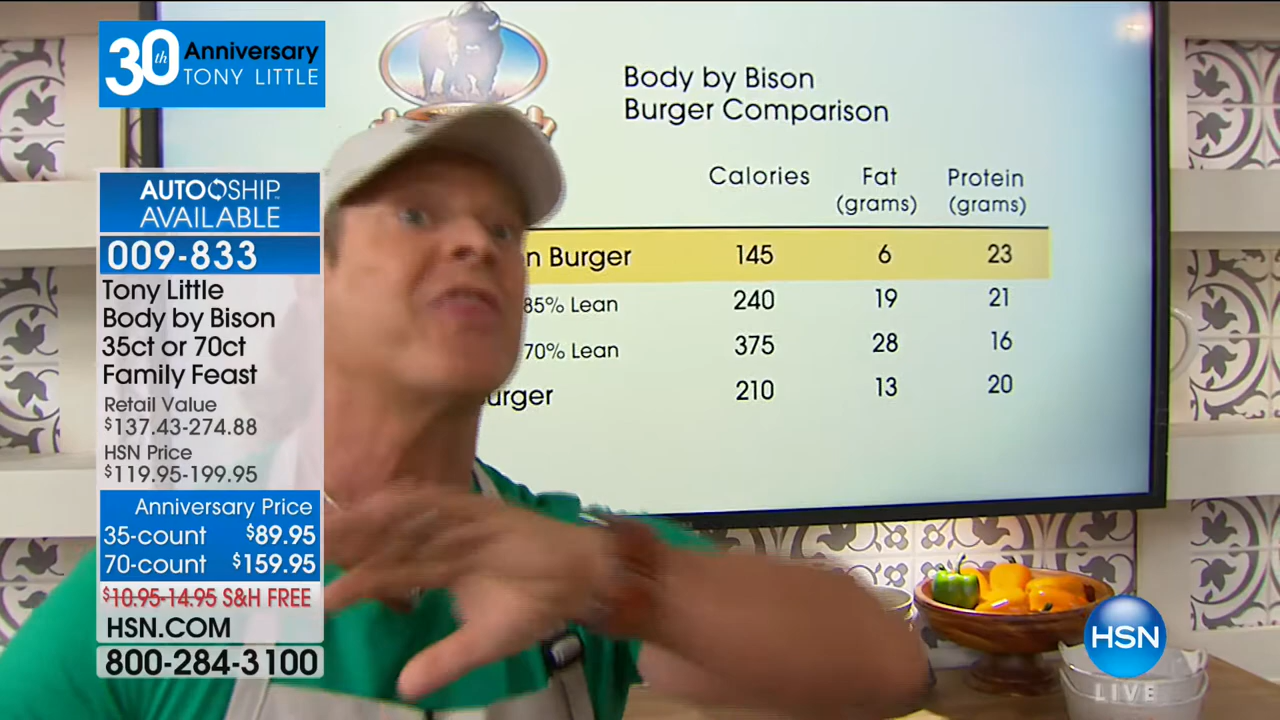 30th Anniversary
TONY LITTLE
AUTOSHIP
AVAILABLE
009-833
Tony Little
Body by Bison
35ct or 70ct
Family Feast
Retail Value
$137.43-274.88
HSN Price
$119.95-199.95
Anniversary Price
35-count $89.95
70-count $159.95
$10.95-14.95 S&H FREE
HSN.COM
800-284-3100
Body by Bison
Burger Comparison
Calories Fat (grams) Protein (grams)
n Burger 145 6 23
85% Lean 240 19 21
70% Lean 375 28 16
urger 210 13 20
HSN
LIVE